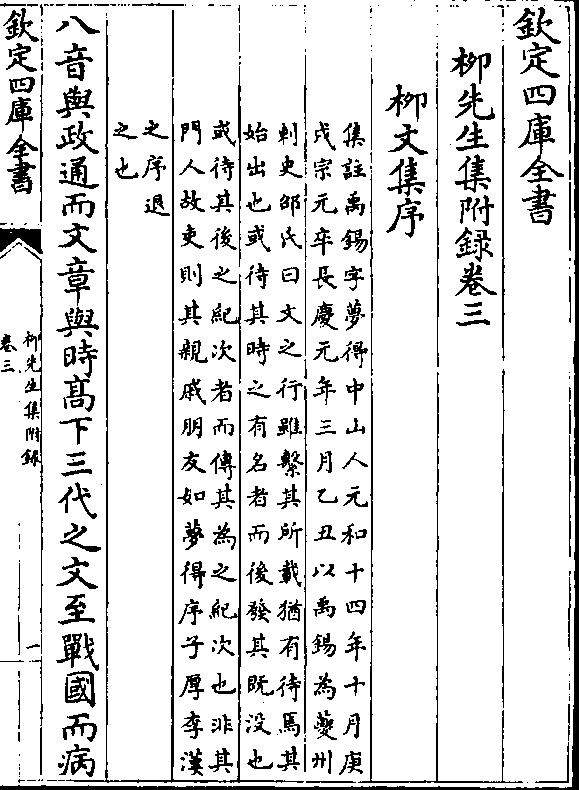 欽定四庫全書
柳先生集附録卷三
柳文集序
集註禹錫字夢得中山人元和十四年十月庚
戌宗元卒長慶元年三月乙丑以禹錫為夔州
刺史邵氏曰文之行雖繫其所載猶有待焉其
始出也或待其時之有名者而後發其既没也
或待其後之紀次者而傳其為之紀次也非其
門人故吏則其親戚朋友如夢得序子厚李漢
之序退
之也
八音與政通而文章與時髙下三代之文至戰國而病
欽定四庫全書
柳先生集附録
卷三
一